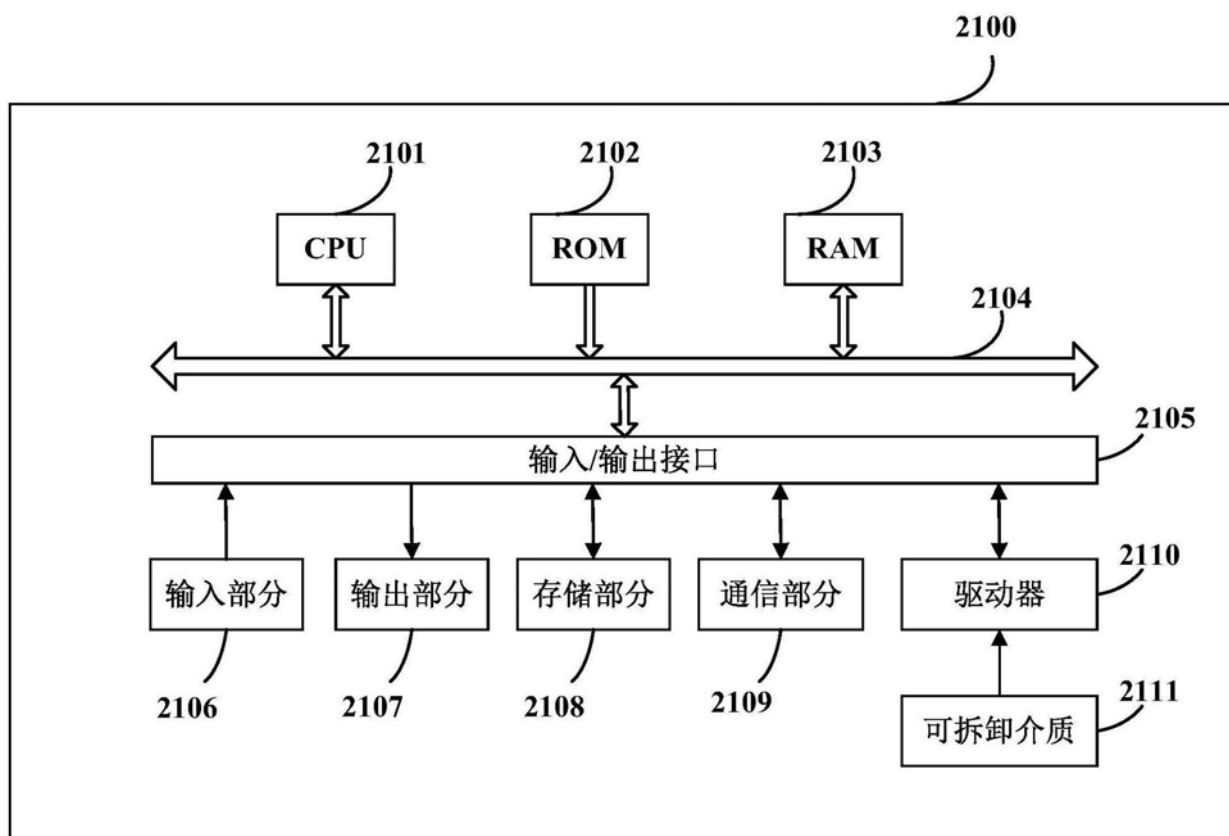 2100
2101
2102
2103
CPU
ROM
RAM
2104
2105
输入/输出接口
输入部分
输出部分
存储部分
通信部分
驱动器
2110
2106
2107
2108
2109
可拆卸介质
2111